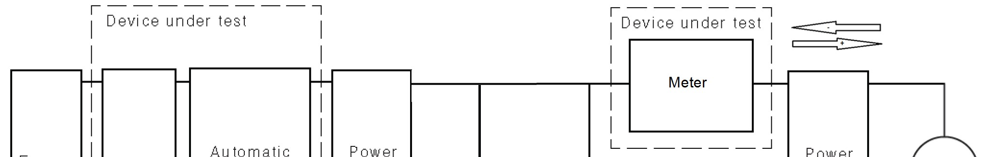 Device under test
Device under test
-
+
Meter
Automatic
Power
Power